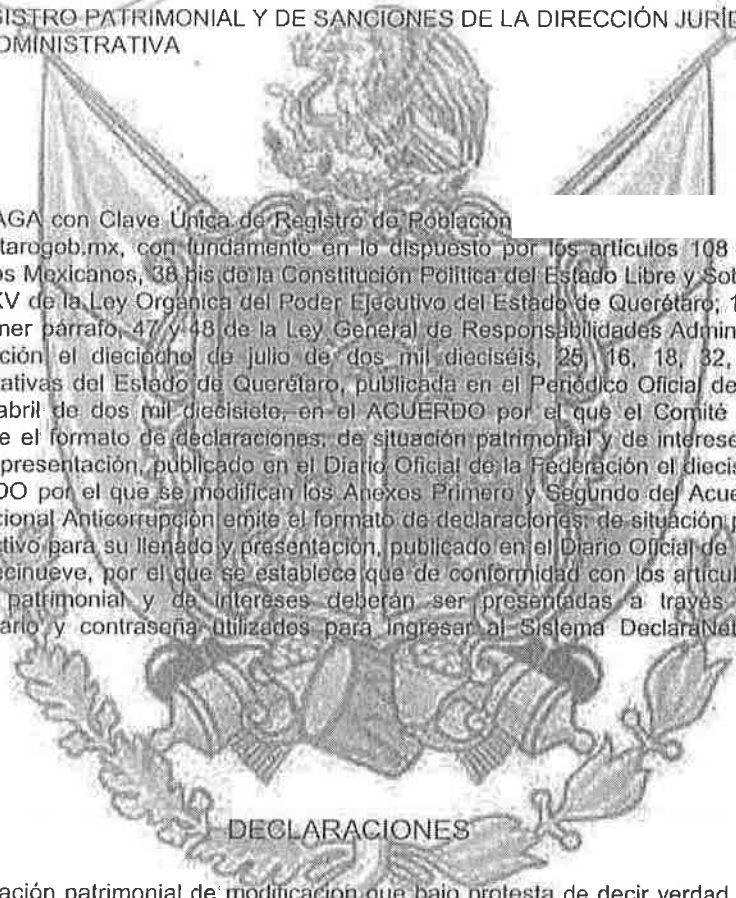 ISTRO PATRIMONIAL Y DE SANCIONES DE LA DIRECCIÓN JURÍD
DMINISTRATIVA
AGA con Clave Única de Registro de Población
tarogob.mx, con fundamento en lo dispuesto por los artículos 108
os Mexicanos, 38 bis de la Constitución Política del Estado Libre y Sob
XV de la Ley Orgánica del Poder Ejecutivo del Estado de Querétaro; 1
mer párrafo, 47 y 48 de la Ley General de Responsabilidades Admin
ción el dieciocho de julio de dos mil dieciséis, 25, 16, 18, 32,
ativas del Estado de Querétaro, publicada en el Periódico Oficial de
abril de dos mil diecisiete, en el ACUERDO por el que el Comité
e el formato de declaraciones: de situación patrimonial y de interese
presentación, publicado en el Diario Oficial de la Federación el diecis
DO por el que se modifican los Anexos Primero y Segundo del Acue
cional Anticorrupción emite el formato de declaraciones: de situación p
tivo para su llenado y presentación, publicado en el Diario Oficial de
ecinueve, por el que se establece que de conformidad con los artícul
patrimonial y de intereses deberán ser presentadas a través
ario y contraseña utilizados para ingresar al Sistema DeclaraNet
DECLARACIONES
ación patrimonial de modificación que bajo protesta de decir verdad